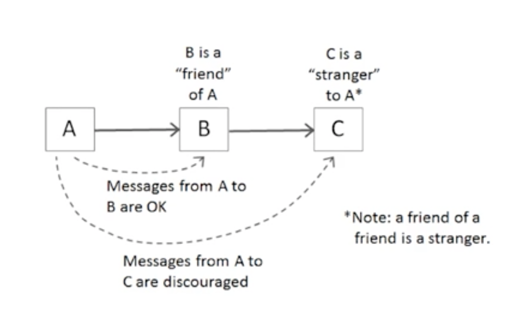 B is a
"friend"
of A
C is a
"stranger"
to A*
A
B
C
Messages from A to
B are OK
*Note: a friend of a
friend is a stranger.
Messages from A to
C are discouraged